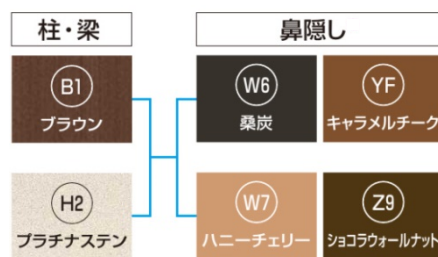 柱・梁
鼻隠し
B1
ブラウン
W6
桑炭
YF
キャラメルチーク
H2
プラチナステン
W7
ハニーチェリー
Z9
ショコラウォールナット